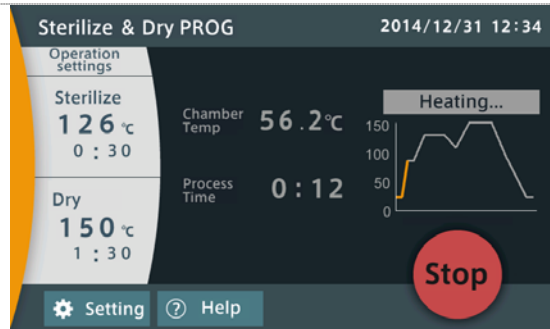 Sterilize & Dry PROG
2014/12/31 12:34
Operation
settings
Sterilize
126℃
0:30
Dry
150℃
1:30
Chamber
Temp
56.2℃
Process
Time
0:12
Heating...
150
100
50
0
Stop
Setting
? Help